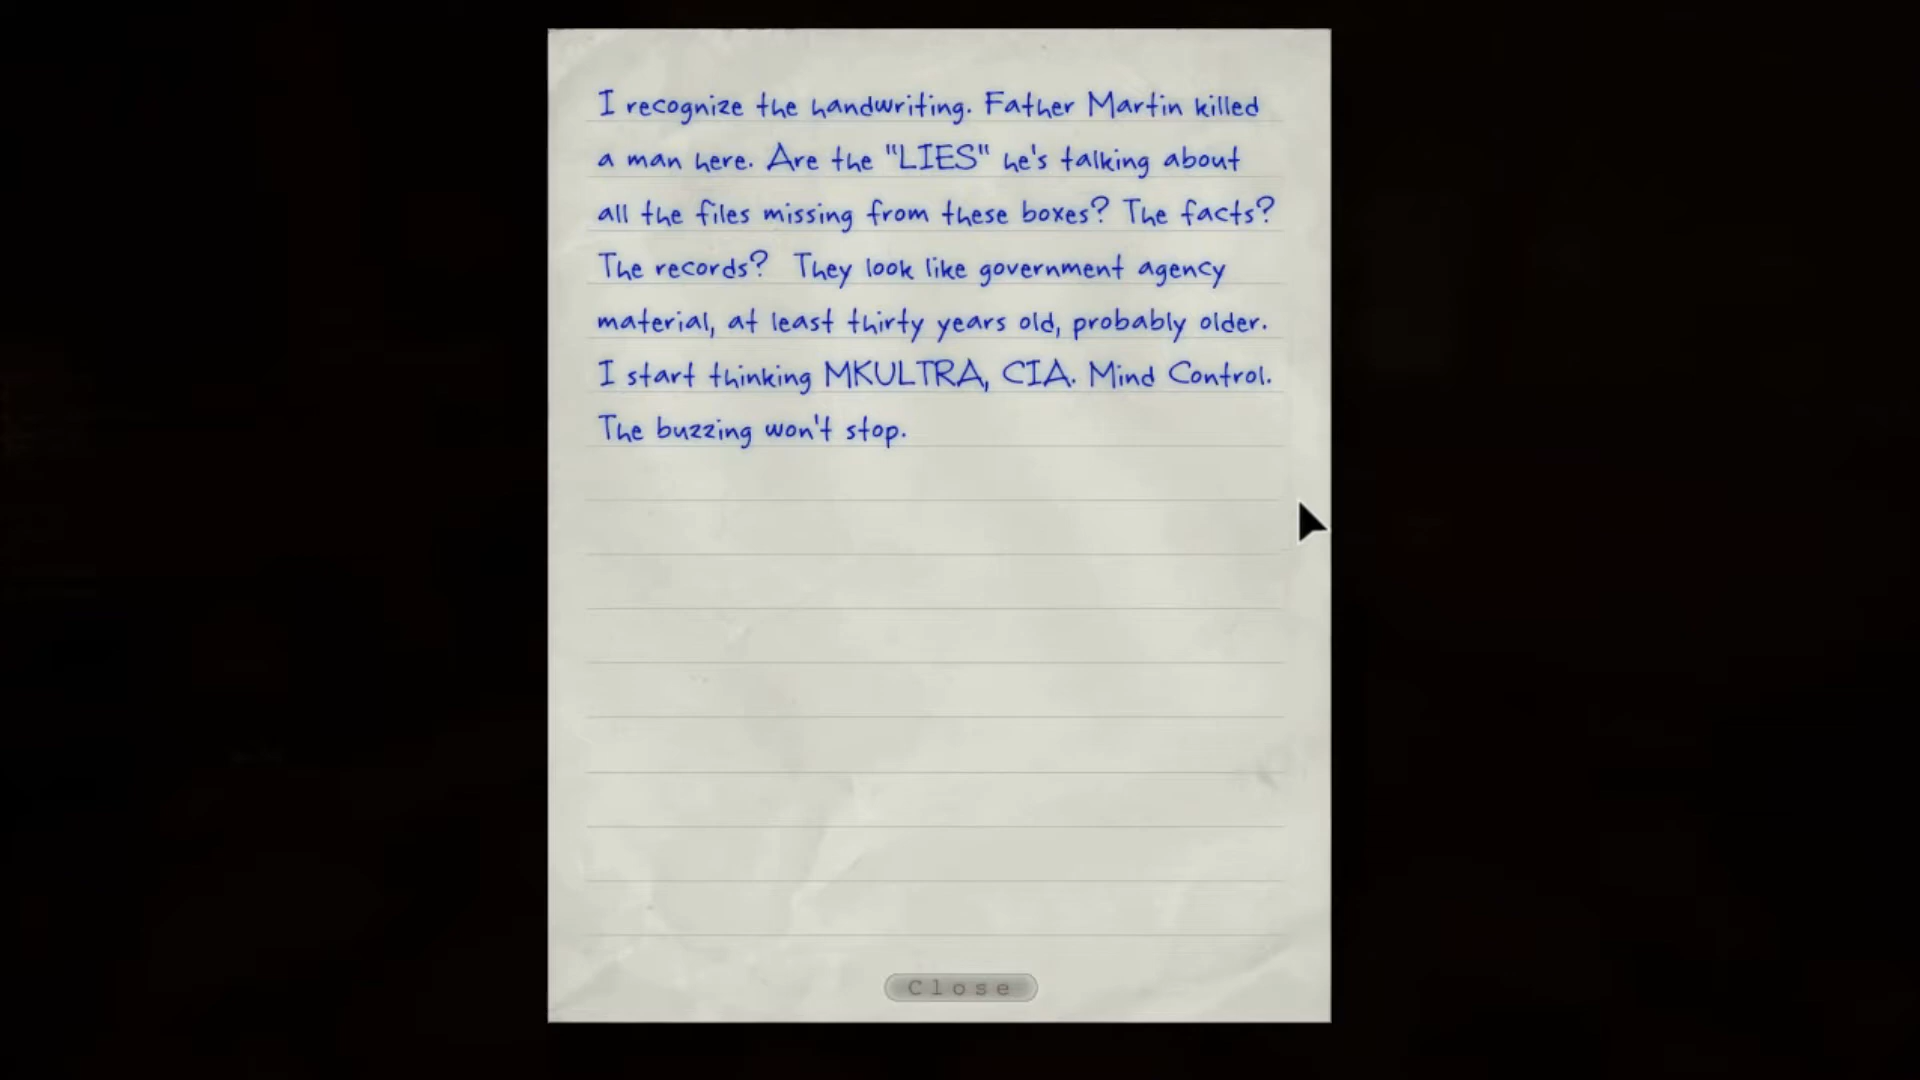 I recognize the handwriting. Father Martin killed
a man here. Are the "LIES" he's talking about
all the files missing from these boxes? The facts?
The records?  They look like government agency
material, at least thirty years old, probably older.
I start thinking MKULTRA, CIA. Mind Control.
The buzzing won't stop.
Close